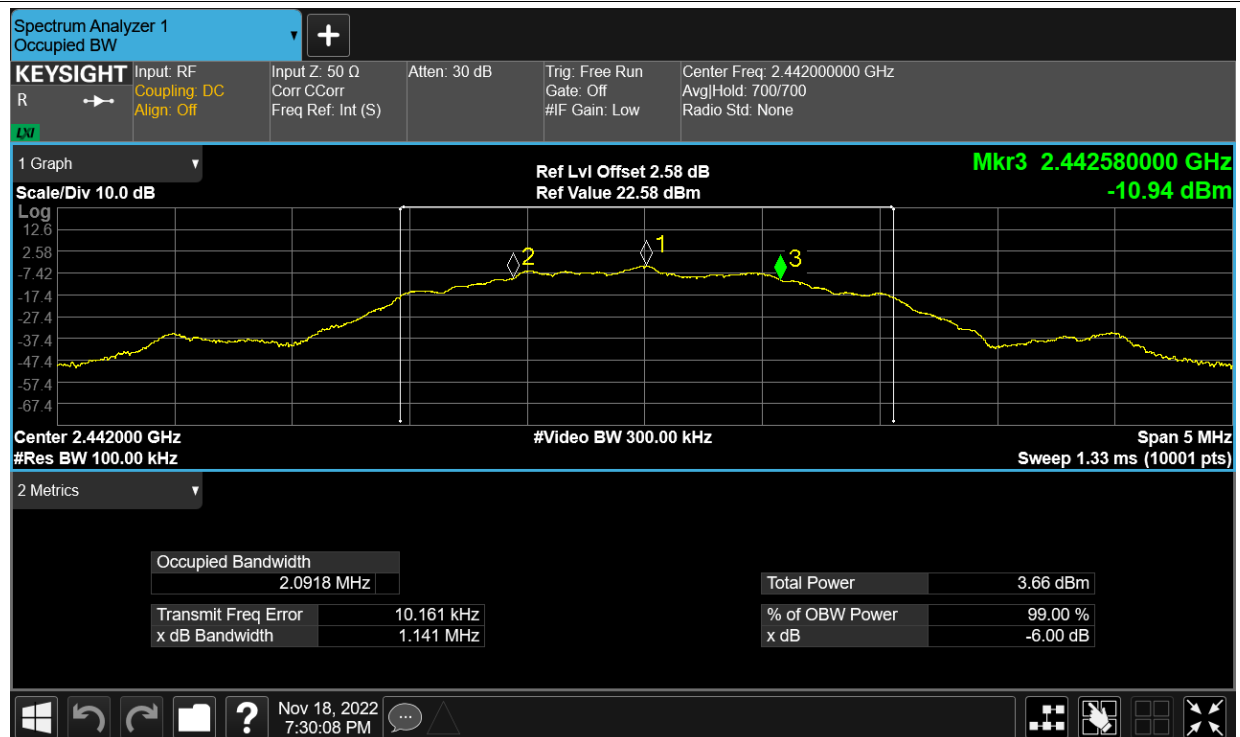 Spectrum Analyzer 1
Occupied BW
▼
+
KEYSIGHT
R
LXI
Input: RF
Coupling: DC
Align: Off
Input Z: 50 Ω
Corr CCorr
Freq Ref: Int (S)
Atten: 30 dB
Trig: Free Run
Gate: Off
#IF Gain: Low
Center Freq: 2.442000000 GHz
Avg|Hold: 700/700
Radio Std: None
1 Graph ▼
Scale/Div 10.0 dB
Ref Lvl Offset 2.58 dB
Ref Value 22.58 dBm
Mkr3 2.442580000 GHz
-10.94 dBm
Log
12.6
2.58
-7.42
-17.4
-27.4
-37.4
-47.4
-57.4
-67.4
2
1
3
Center 2.442000 GHz
#Res BW 100.00 kHz
#Video BW 300.00 kHz
Span 5 MHz
Sweep 1.33 ms (10001 pts)
2 Metrics ▼
Occupied Bandwidth
2.0918 MHz
Transmit Freq Error 10.161 kHz
x dB Bandwidth 1.141 MHz
Total Power 3.66 dBm
% of OBW Power 99.00 %
x dB -6.00 dB
?
Nov 18, 2022
7:30:08 PM